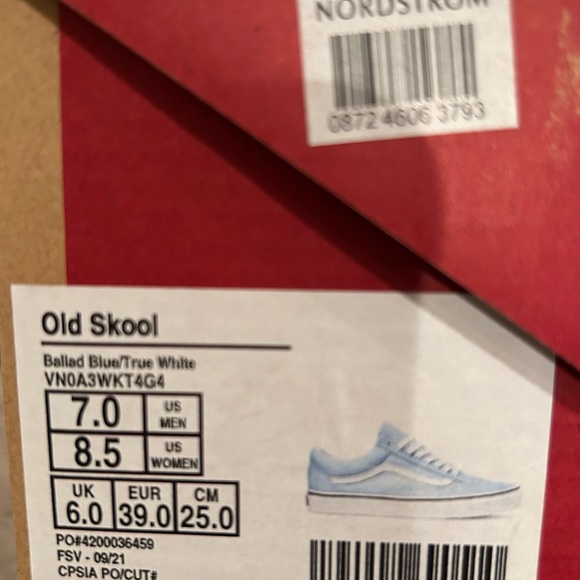 NORDSTROM
0872 4606 3793
Old Skool
Ballad Blue/True White
VN0A3WKT4G4
7.0 US MEN
8.5 US WOMEN
UK EUR CM
6.0 39.0 25.0
PO#4200036459
FSV - 09/21
CPSIA PO/CUT#